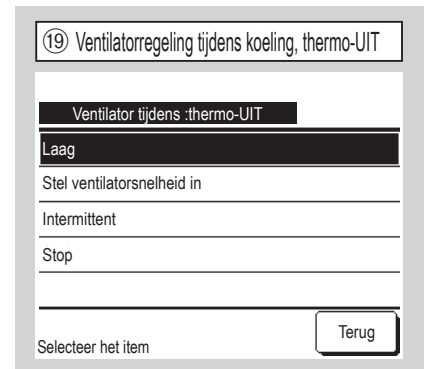 ⑲ Ventilatorregeling tijdens koeling, thermo-UIT
Ventilator tijdens :thermo-UIT
Laag
Stel ventilatorsnelheid in
Intermittent
Stop
Selecteer het item
Terug